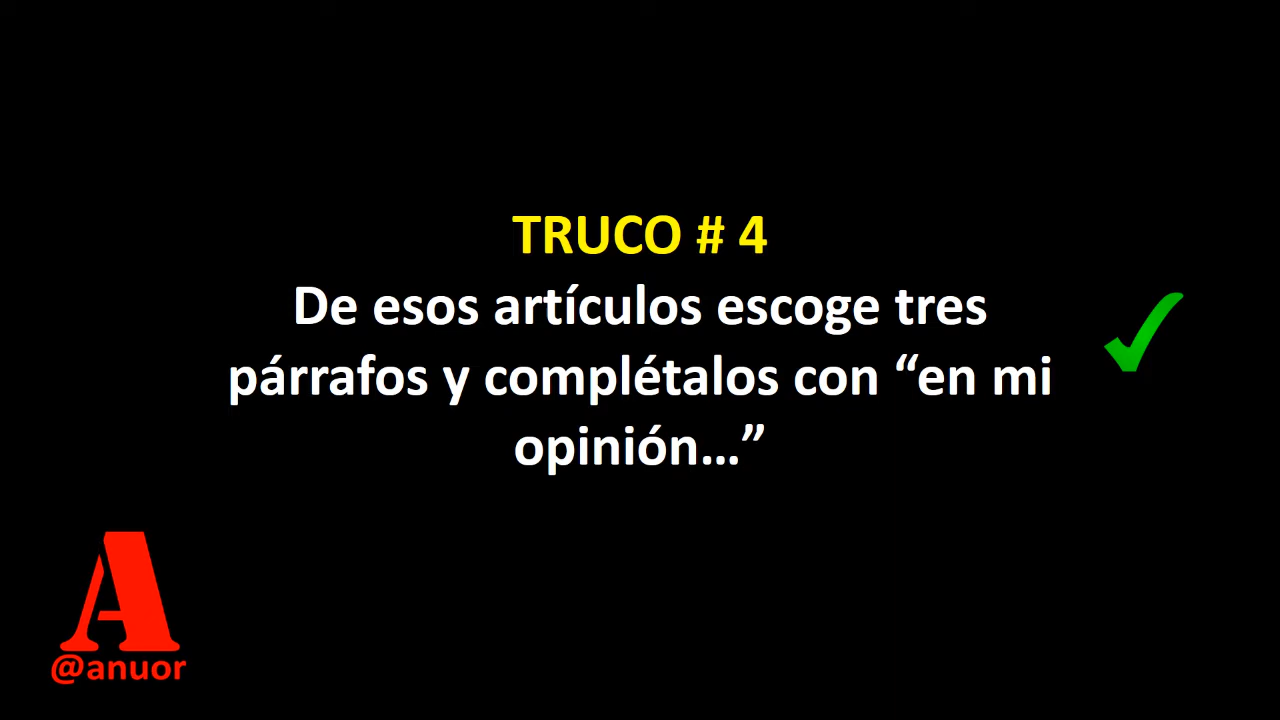 TRUCO # 4
De esos artículos escoge tres
párrafos y complétalos con “en mi
opinión…”
A
@anuor